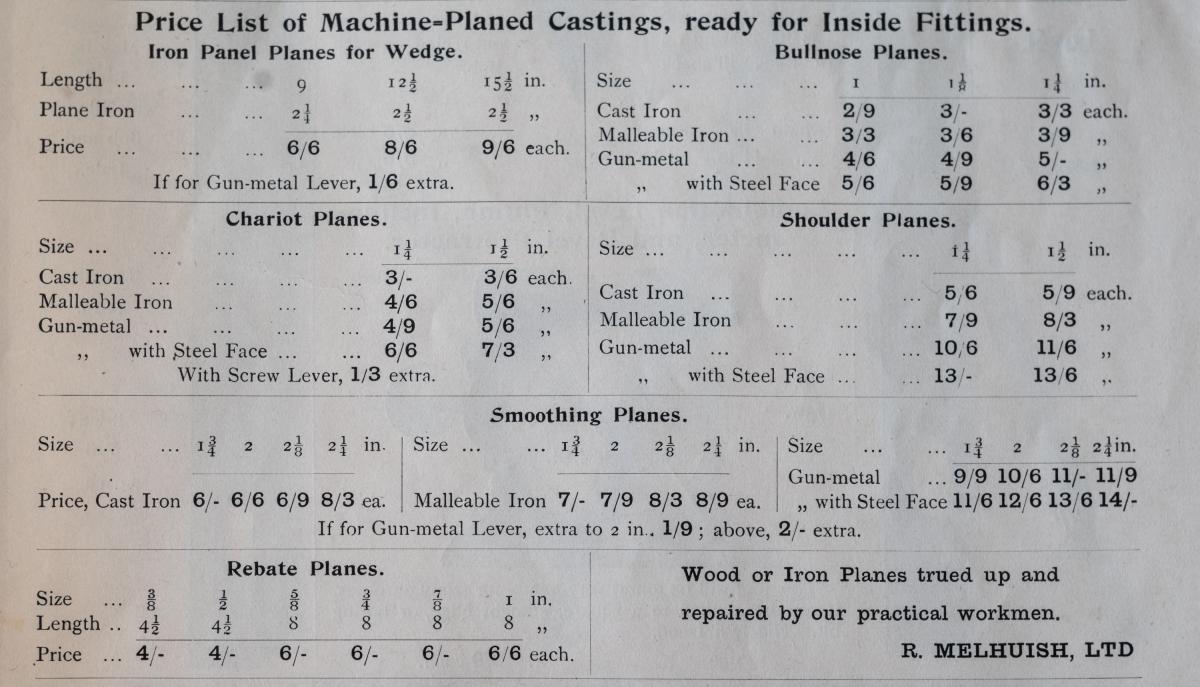 Price List of Machine=Planed Castings, ready for Inside Fittings.
Iron Panel Planes for Wedge.
Length ... ... ... 9 12½ 15½ in.
Plane Iron ... ... 2¼ 2½ 2½ „
Price ... ... ... 6/6 8/6 9/6 each.
If for Gun-metal Lever, 1/6 extra.
Bullnose Planes.
Size ... ... ... 1 1⅛ 1¼ in.
Cast Iron ... ... 2/9 3/- 3/3 each.
Malleable Iron ... ... 3/3 3/6 3/9 „
Gun-metal ... ... 4/6 4/9 5/- „
„ with Steel Face 5/6 5/9 6/3 „
Chariot Planes.
Size ... ... ... ... ... 1¼ 1½ in.
Cast Iron ... ... ... ... 3/- 3/6 each.
Malleable Iron ... ... ... 4/6 5/6 „
Gun-metal ... ... ... ... 4/9 5/6 „
„ with Steel Face ... ... 6/6 7/3 „
With Screw Lever, 1/3 extra.
Shoulder Planes.
Size ... ... ... ... ... 1¼ 1½ in.
Cast Iron ... ... ... ... 5/6 5/9 each.
Malleable Iron ... ... ... 7/9 8/3 „
Gun-metal ... ... ... ... 10/6 11/6 „
„ with Steel Face ... ... 13/- 13/6 „
Smoothing Planes.
Size ... ... 1¾ 2 2⅛ 2¼ in.
Price, Cast Iron 6/- 6/6 6/9 8/3 ea.
Size ... ... 1¾ 2 2⅛ 2¼ in.
Malleable Iron 7/- 7/9 8/3 8/9 ea.
Size ... ... 1¾ 2 2⅛ 2¼ in.
Gun-metal ... 9/9 10/6 11/- 11/9
„ with Steel Face 11/6 12/6 13/6 14/-
If for Gun-metal Lever, extra to 2 in.. 1/9 ; above, 2/- extra.
Rebate Planes.
Size ... ⅜ ½ ⅝ ¾ ⅞ 1 in.
Length .. 4½ 4½ 8 8 8 8 „
Price ... 4/- 4/- 6/- 6/- 6/- 6/6 each.
Wood or Iron Planes trued up and
repaired by our practical workmen.
R. MELHUISH, LTD